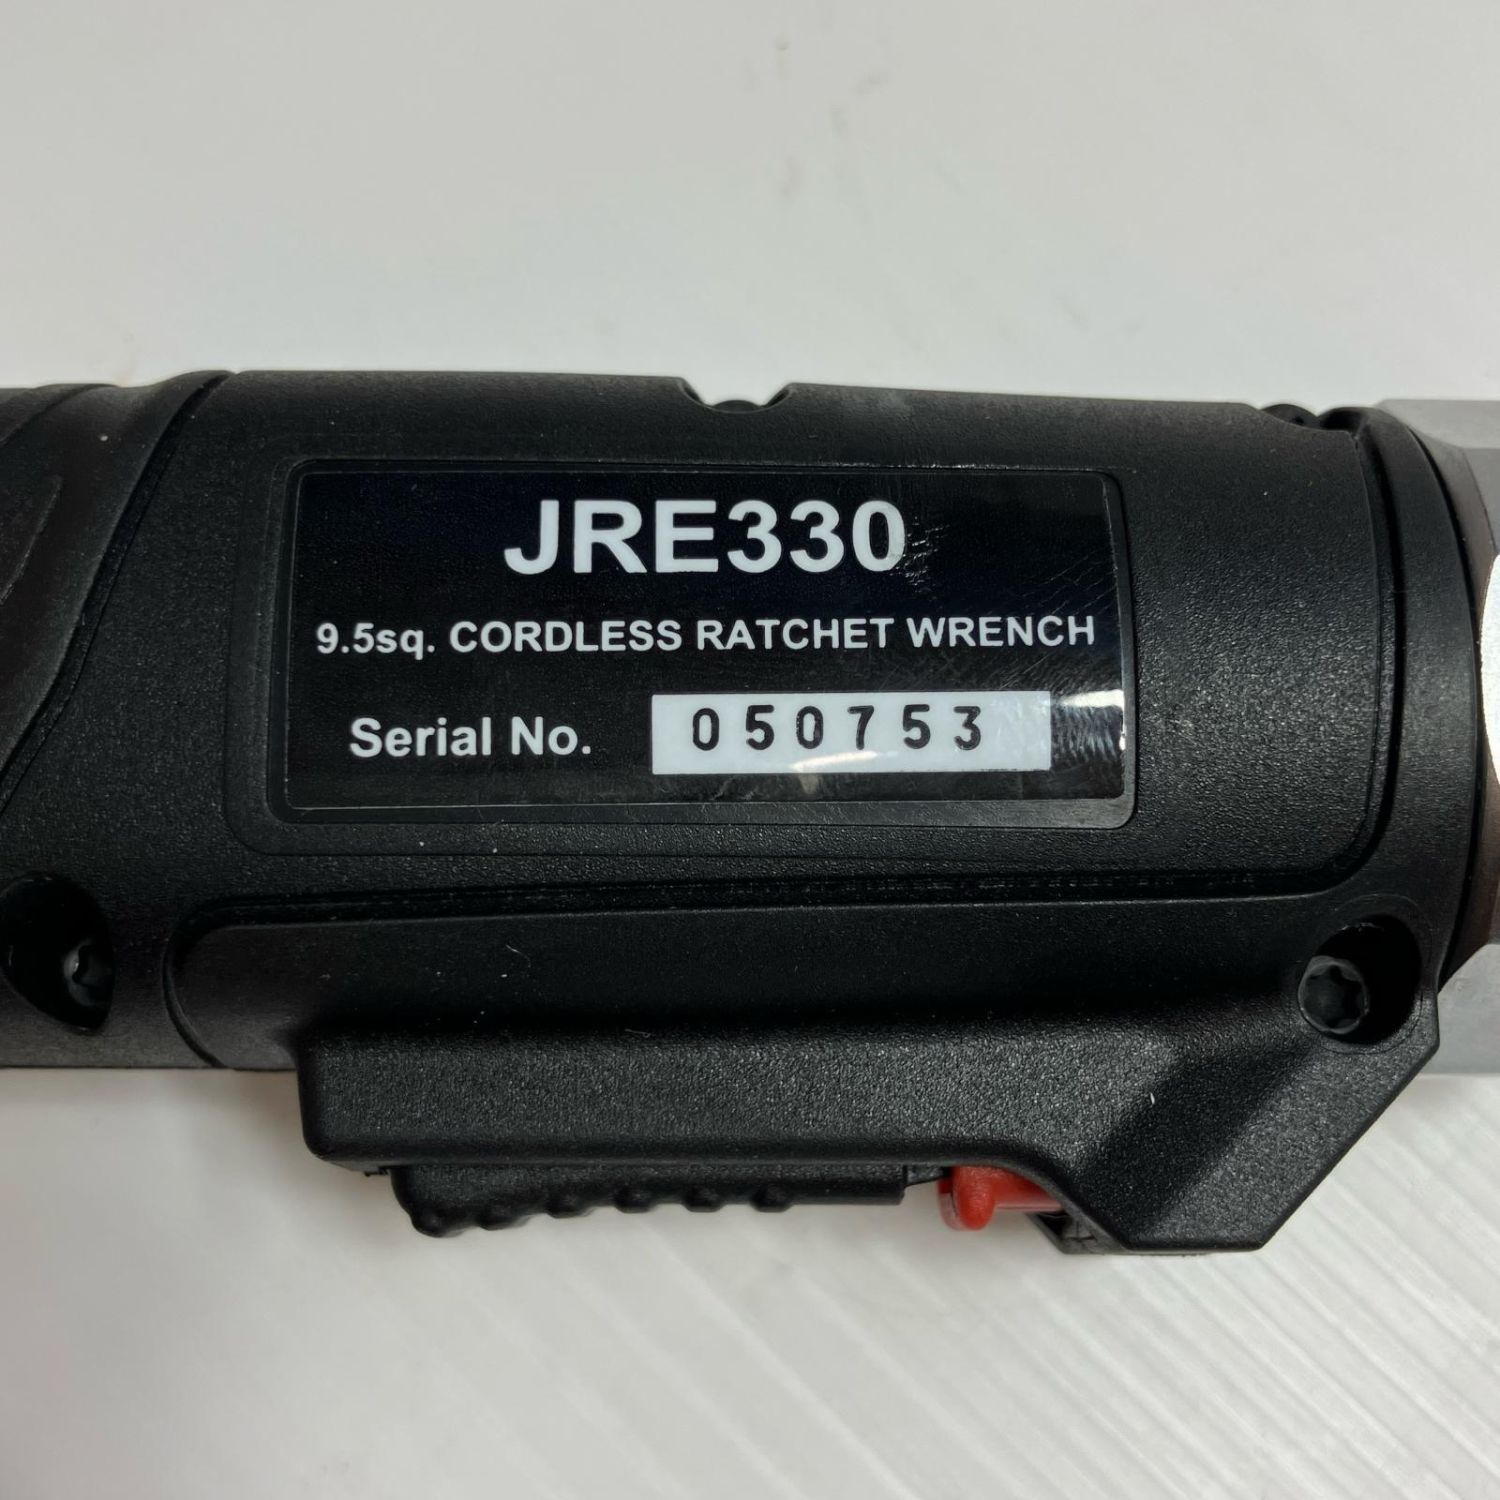 JRE330
9.5sq. CORDLESS RATCHET WRENCH
Serial No. 050753